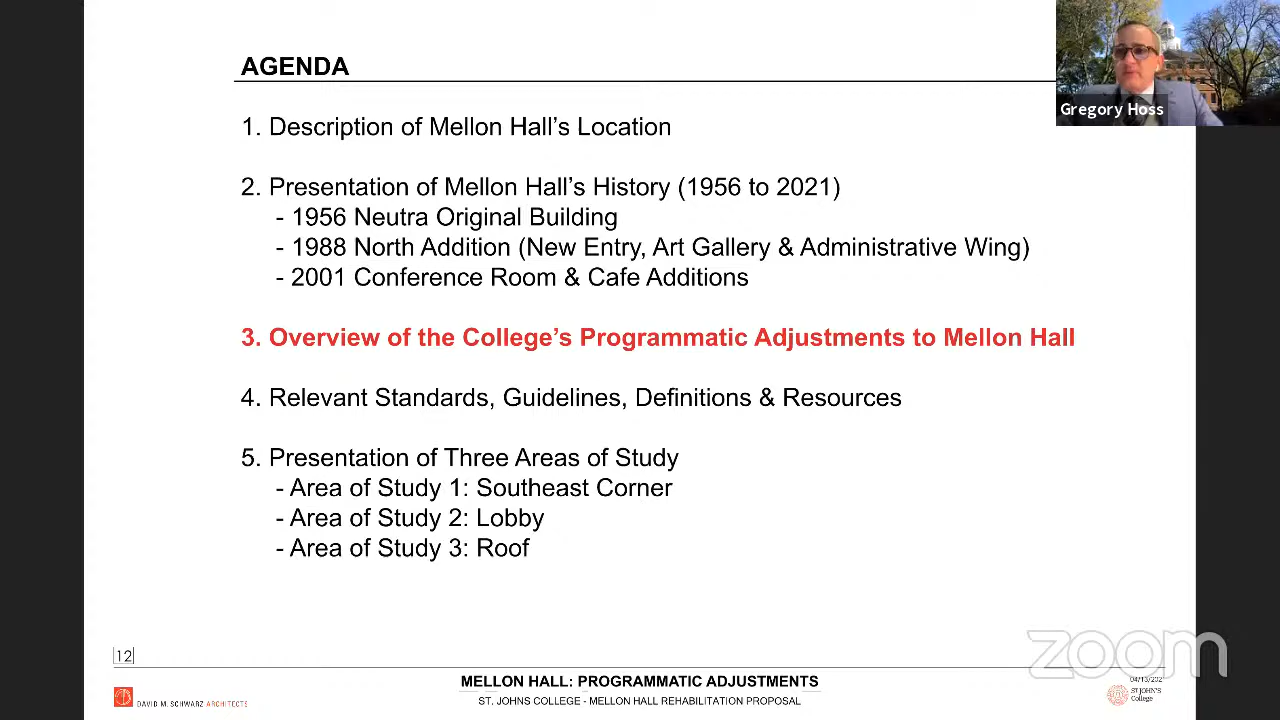 AGENDA
Gregory Hoss
1. Description of Mellon Hall's Location
2. Presentation of Mellon Hall's History (1956 to 2021)
- 1956 Neutra Original Building
- 1988 North Addition (New Entry, Art Gallery & Administrative Wing)
- 2001 Conference Room & Cafe Additions
3. Overview of the College's Programmatic Adjustments to Mellon Hall
4. Relevant Standards, Guidelines, Definitions & Resources
5. Presentation of Three Areas of Study
- Area of Study 1: Southeast Corner
- Area of Study 2: Lobby
- Area of Study 3: Roof
zoom
12
MELLON HALL: PROGRAMMATIC ADJUSTMENTS
ST. JOHNS COLLEGE - MELLON HALL REHABILITATION PROPOSAL
DAVID M. SCHWARZ ARCHITECTS
ST JOHN'S
College